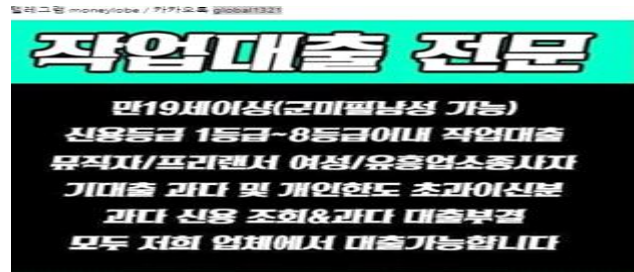 텔레그램 moneylobe / 카카오톡 global1321
작업대출 전문
만19세이상(군미필남성 가능)
신용등급 1등급~8등급이내 작업대출
뮤직자/프리랜서 여성/유흥업소종사자
기대출 과다 및 개인한도 초과이신분
과다 신용 조회&과다 대출부결
모두 저희 업체에서 대출가능합니다